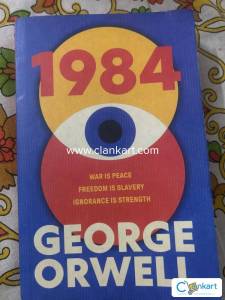 1984
www.clankart.com
WAR IS PEACE
FREEDOM IS SLAVERY
IGNORANCE IS STRENGTH
GEORGE
ORWELL
Clankart